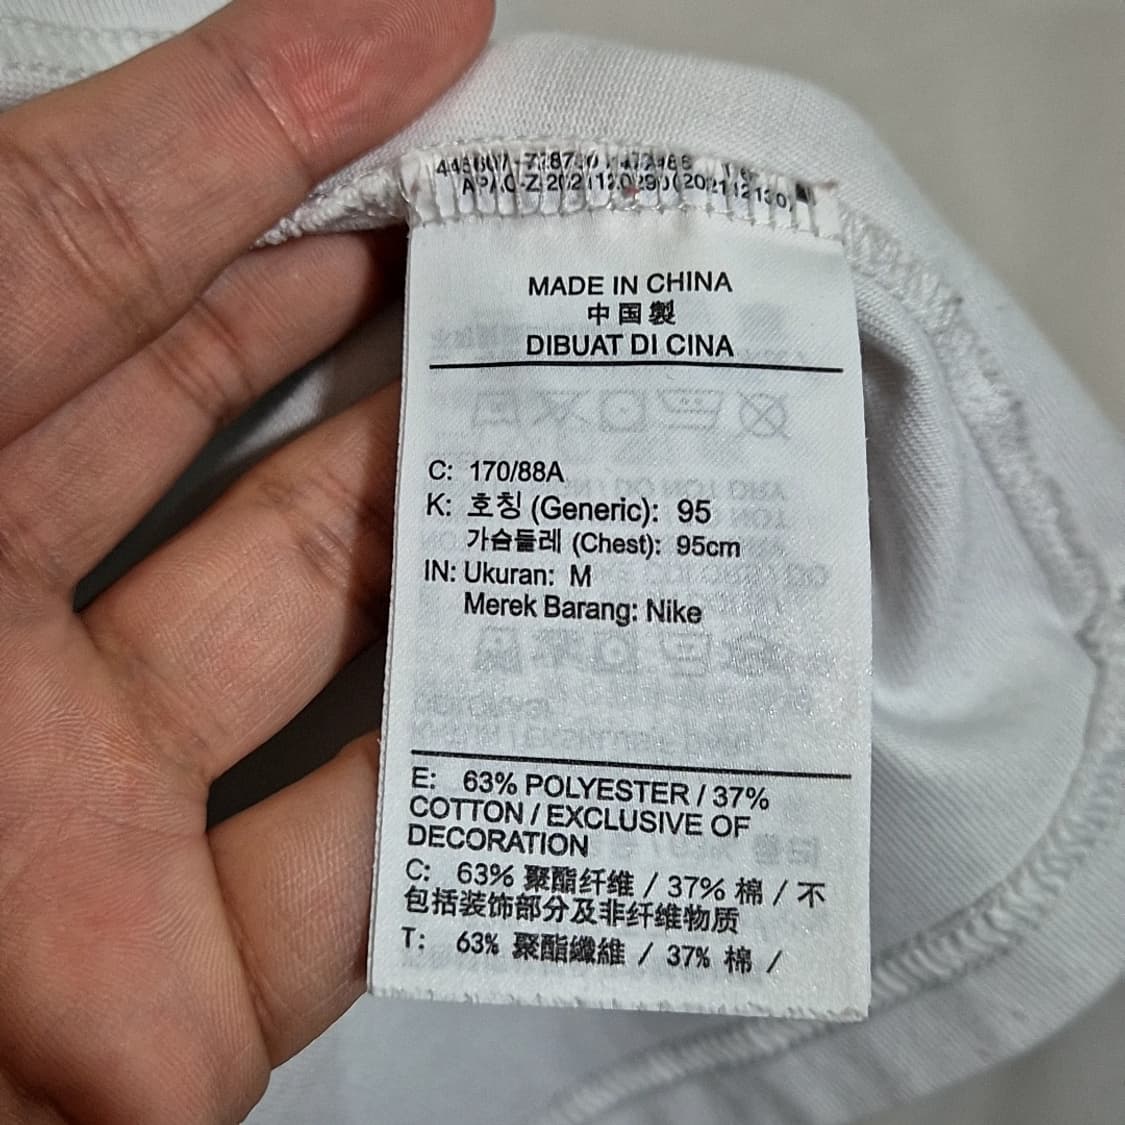 MADE IN CHINA
中国製
DIBUAT DI CINA
C: 170/88A
K: 호칭 (Generic): 95
가슴둘레 (Chest): 95cm
IN: Ukuran: M
Merek Barang: Nike
E: 63% POLYESTER / 37%
COTTON / EXCLUSIVE OF
DECORATION
C: 63% 聚酯纤维 / 37% 棉 / 不
包括装饰部分及非纤维物质
T: 63% 聚酯纖維 / 37% 棉 /